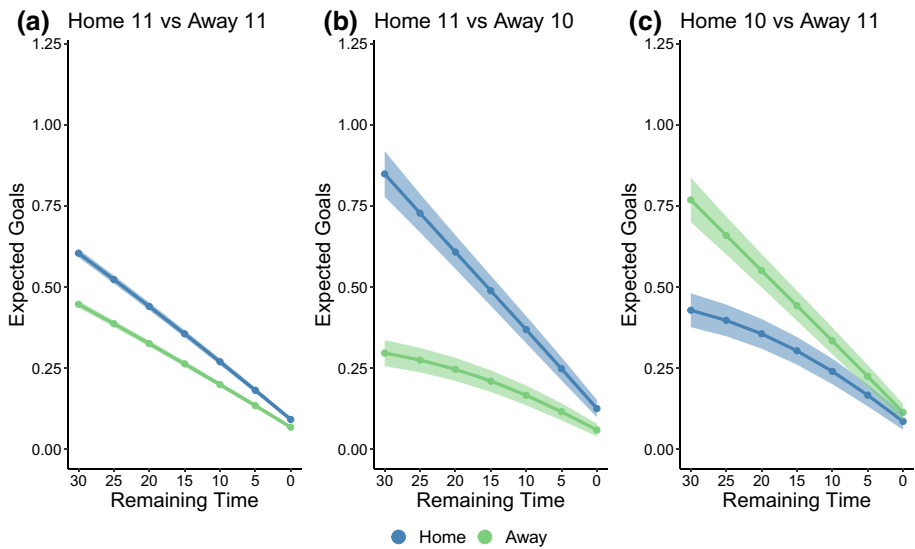 (a) Home 11 vs Away 11
(b) Home 11 vs Away 10
(c) Home 10 vs Away 11
Expected Goals
1.25
1.00
0.75
0.50
0.25
0.00
30 25 20 15 10 5 0
Remaining Time
Expected Goals
1.25
1.00
0.75
0.50
0.25
0.00
30 25 20 15 10 5 0
Remaining Time
Expected Goals
1.25
1.00
0.75
0.50
0.25
0.00
30 25 20 15 10 5 0
Remaining Time
Home Away